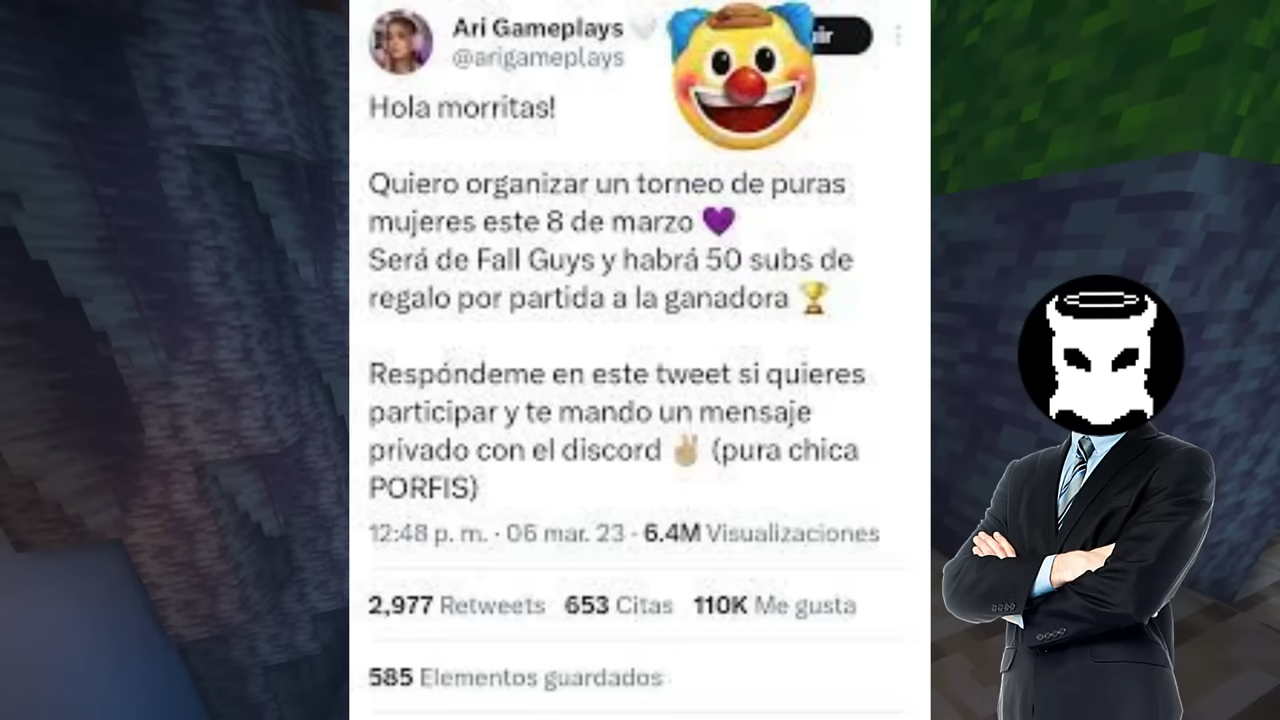 Ari Gameplays
@arigameplays
Hola morritas!
Quiero organizar un torneo de puras
mujeres este 8 de marzo 💜
Será de Fall Guys y habrá 50 subs de
regalo por partida a la ganadora 🏆
Respóndeme en este tweet si quieres
participar y te mando un mensaje
privado con el discord ✌🏼 (pura chica
PORFIS)
12:48 p. m. · 06 mar. 23 · 6.4M Visualizaciones
2,977 Retweets 653 Citas 110K Me gusta
585 Elementos guardados